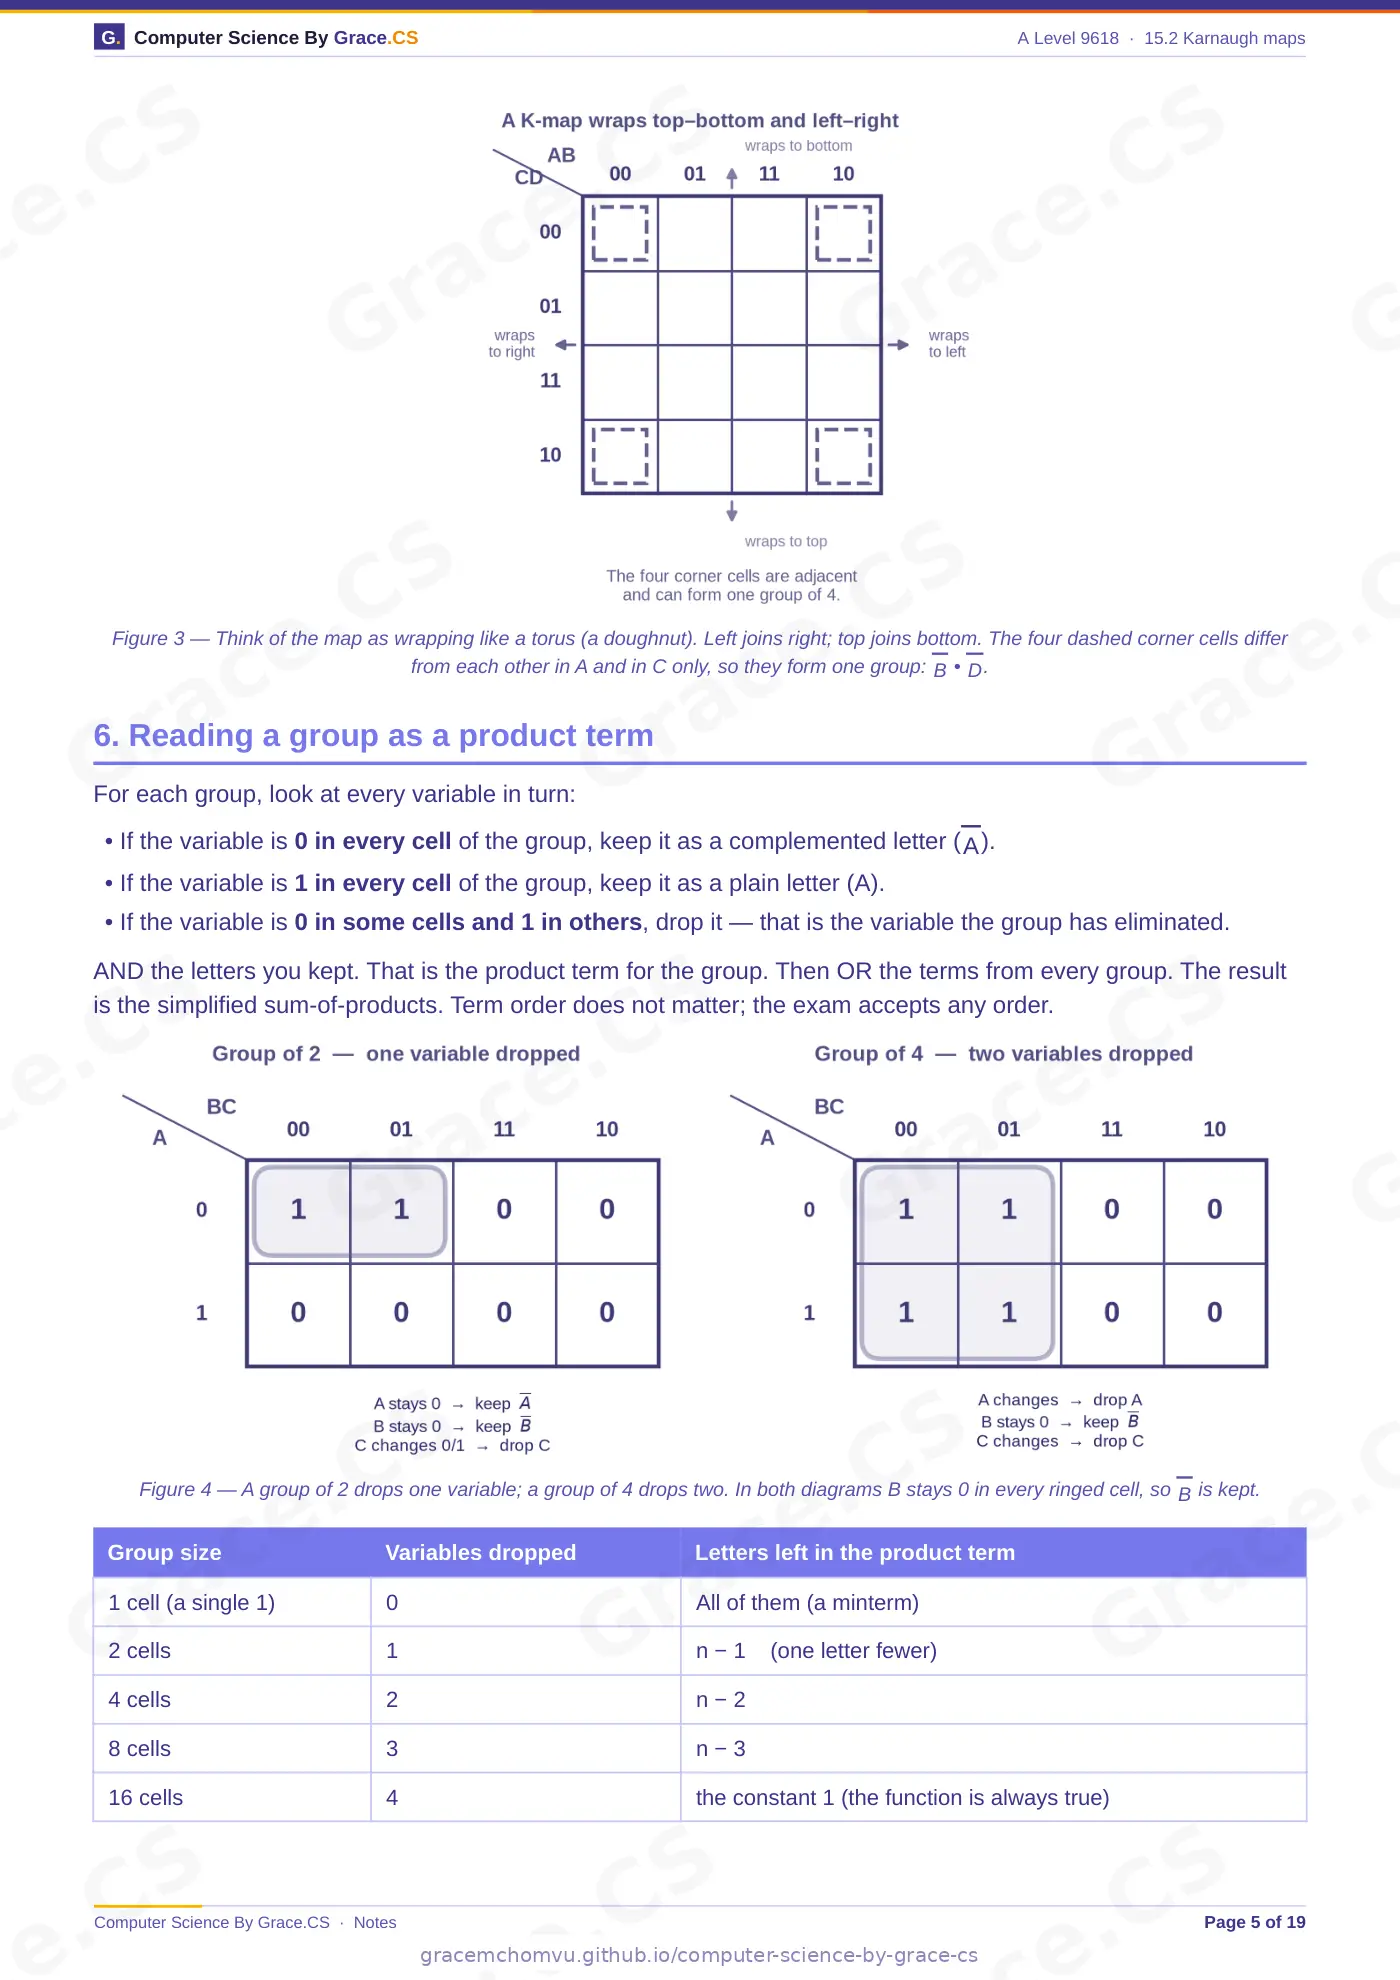 G. Computer Science By Grace.CS
A Level 9618 · 15.2 Karnaugh maps
A K-map wraps top–bottom and left–right
wraps to bottom
AB
CD
00 01 11 10
00
01
wraps
to right
wraps
to left
11
10
wraps to top
The four corner cells are adjacent
and can form one group of 4.
Figure 3 — Think of the map as wrapping like a torus (a doughnut). Left joins right; top joins bottom. The four dashed corner cells differ
from each other in A and in C only, so they form one group: B̅ • D̅.
6. Reading a group as a product term
For each group, look at every variable in turn:
• If the variable is 0 in every cell of the group, keep it as a complemented letter (A̅).
• If the variable is 1 in every cell of the group, keep it as a plain letter (A).
• If the variable is 0 in some cells and 1 in others, drop it — that is the variable the group has eliminated.
AND the letters you kept. That is the product term for the group. Then OR the terms from every group. The result
is the simplified sum-of-products. Term order does not matter; the exam accepts any order.
Group of 2 — one variable dropped
BC
A
00 01 11 10
0 1 1 0 0
1 0 0 0 0
A stays 0 → keep A̅
B stays 0 → keep B̅
C changes 0/1 → drop C
Group of 4 — two variables dropped
BC
A
00 01 11 10
0 1 1 0 0
1 1 1 0 0
A changes → drop A
B stays 0 → keep B̅
C changes → drop C
Figure 4 — A group of 2 drops one variable; a group of 4 drops two. In both diagrams B stays 0 in every ringed cell, so B̅ is kept.
Group size Variables dropped Letters left in the product term
1 cell (a single 1) 0 All of them (a minterm)
2 cells 1 n − 1 (one letter fewer)
4 cells 2 n − 2
8 cells 3 n − 3
16 cells 4 the constant 1 (the function is always true)
Computer Science By Grace.CS · Notes
Page 5 of 19
gracemchomvu.github.io/computer-science-by-grace-cs